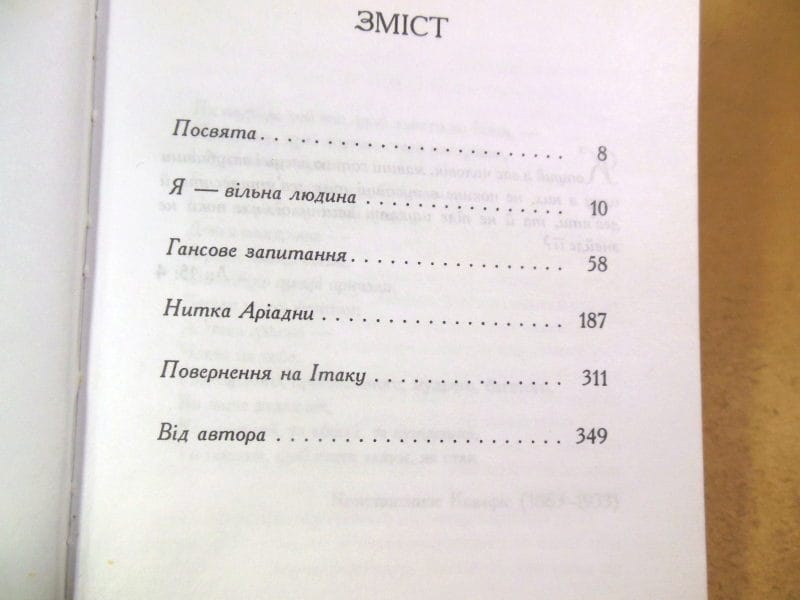 ЗМІСТ
Посвята . . . . . . . . . . . . . . . . . . . . . . . 8
Я — вільна людина . . . . . . . . . . . . . . . . 10
Гансове запитання . . . . . . . . . . . . . . . . 58
Нитка Аріадни . . . . . . . . . . . . . . . . . . . 187
Повернення на Ітаку . . . . . . . . . . . . . . . 311
Від автора . . . . . . . . . . . . . . . . . . . . . . 349